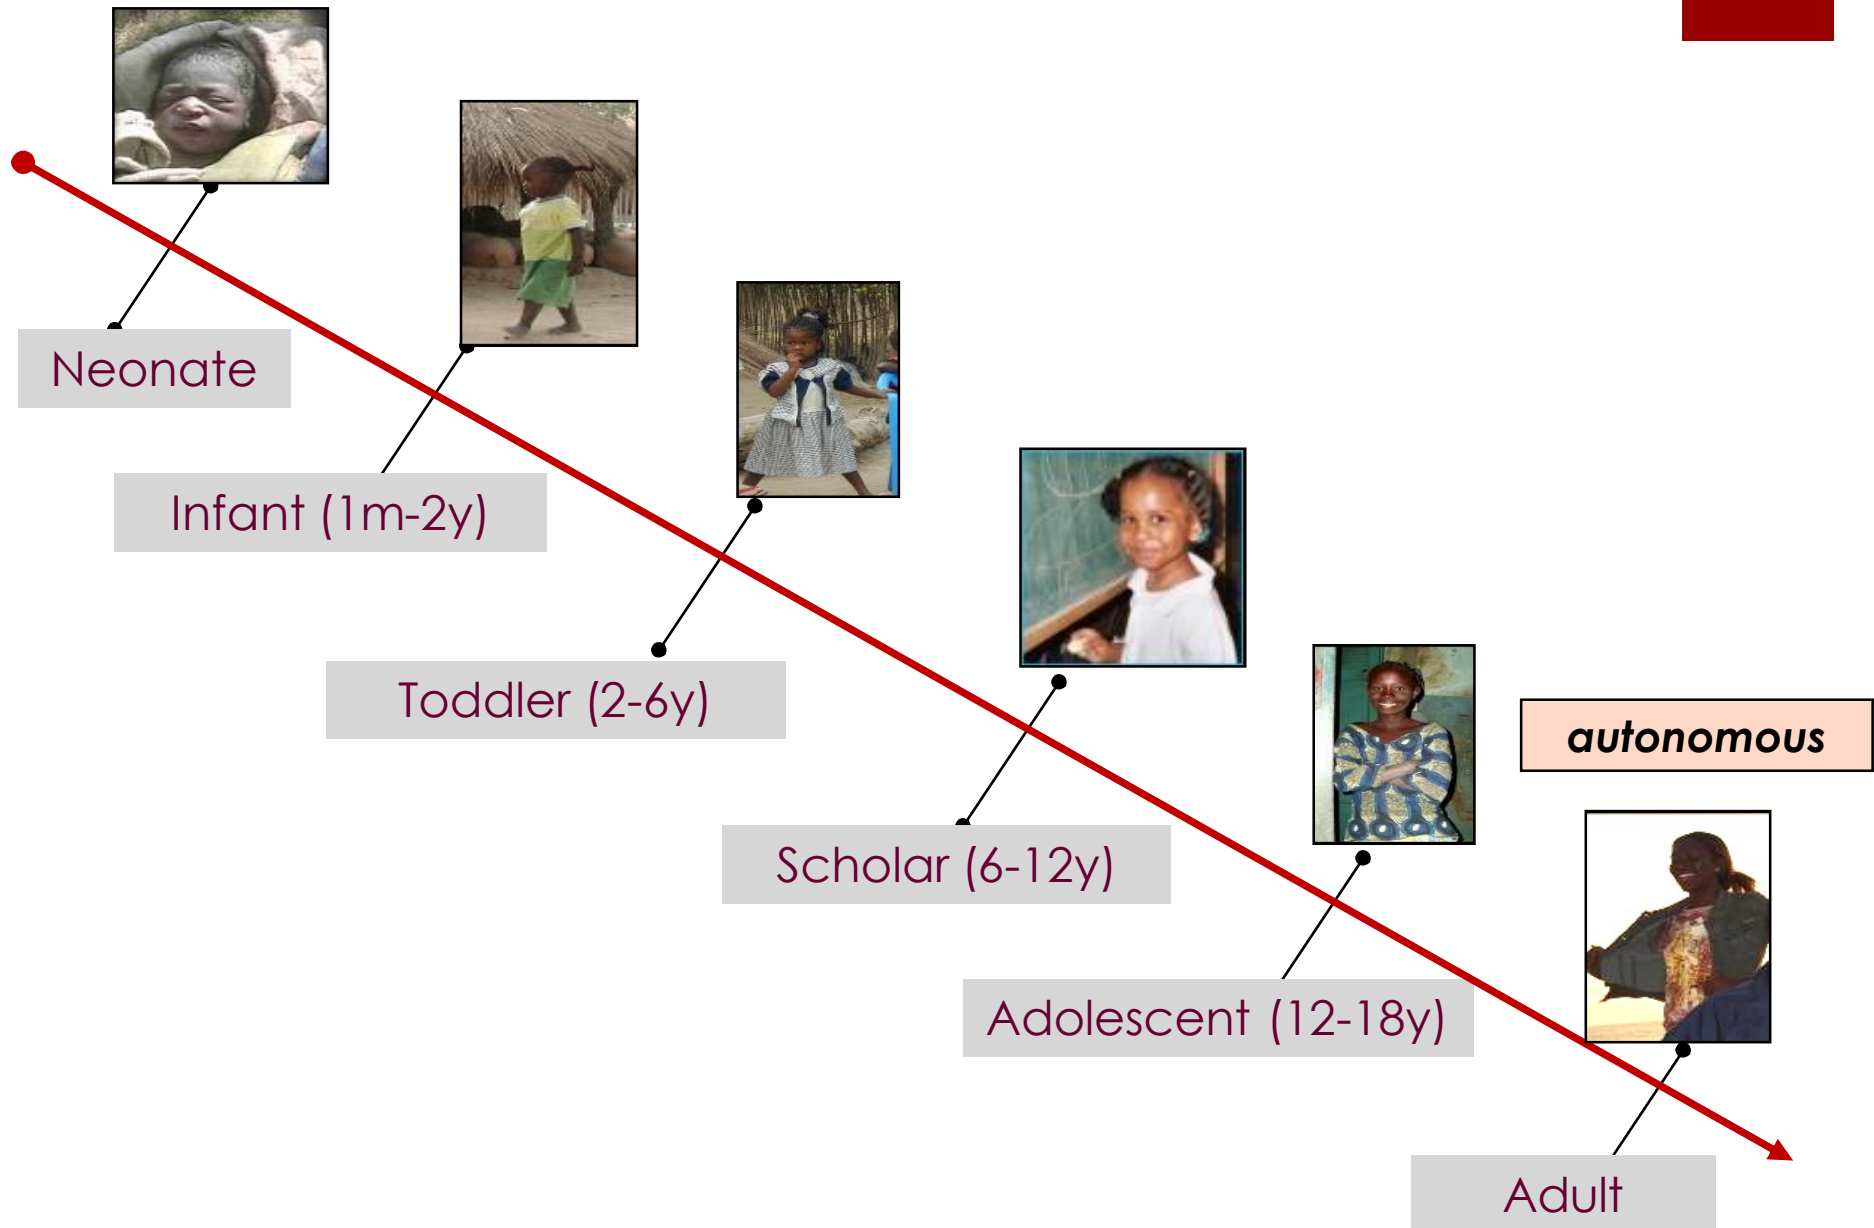 Neonate
Infant (1m-2y)
Toddler (2-6y)
Scholar (6-12y)
autonomous
Adolescent (12-18y)
Adult